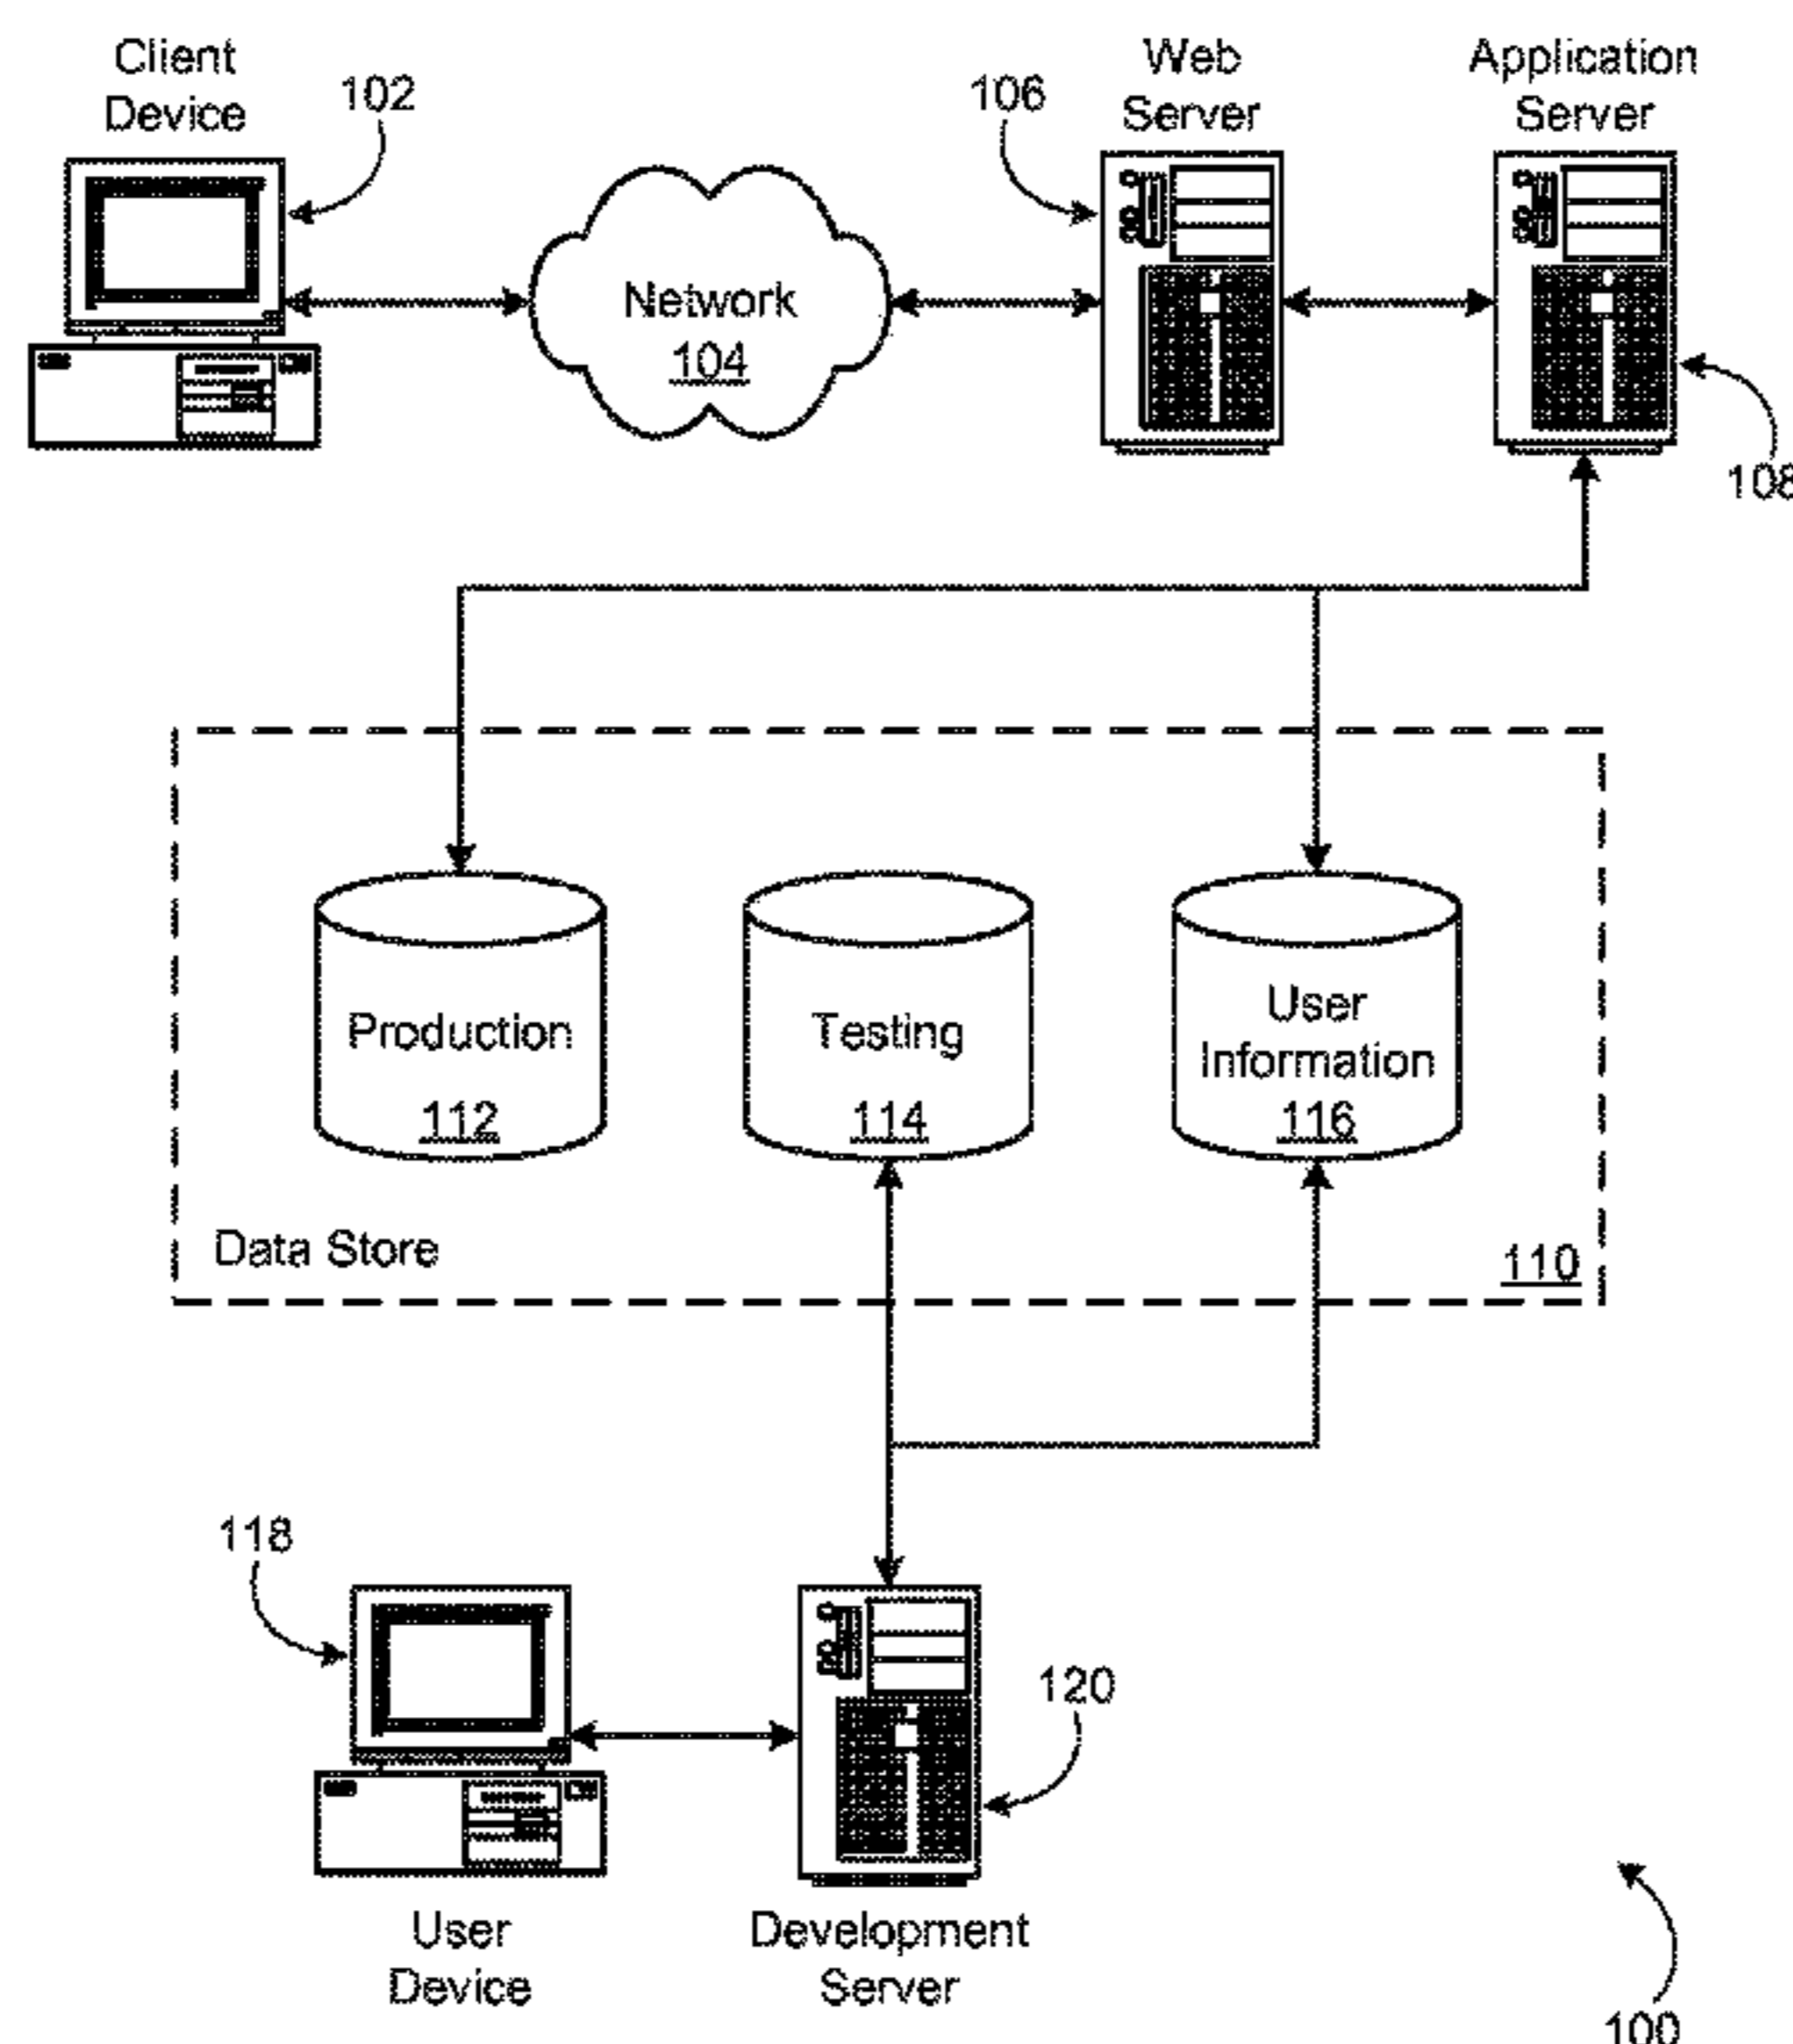 Client
Device
102
106
Web
Server
Application
Server
Network
104
108
Production
112
Testing
114
User
Information
116
Data Store
110
118
120
User
Device
Development
Server
100